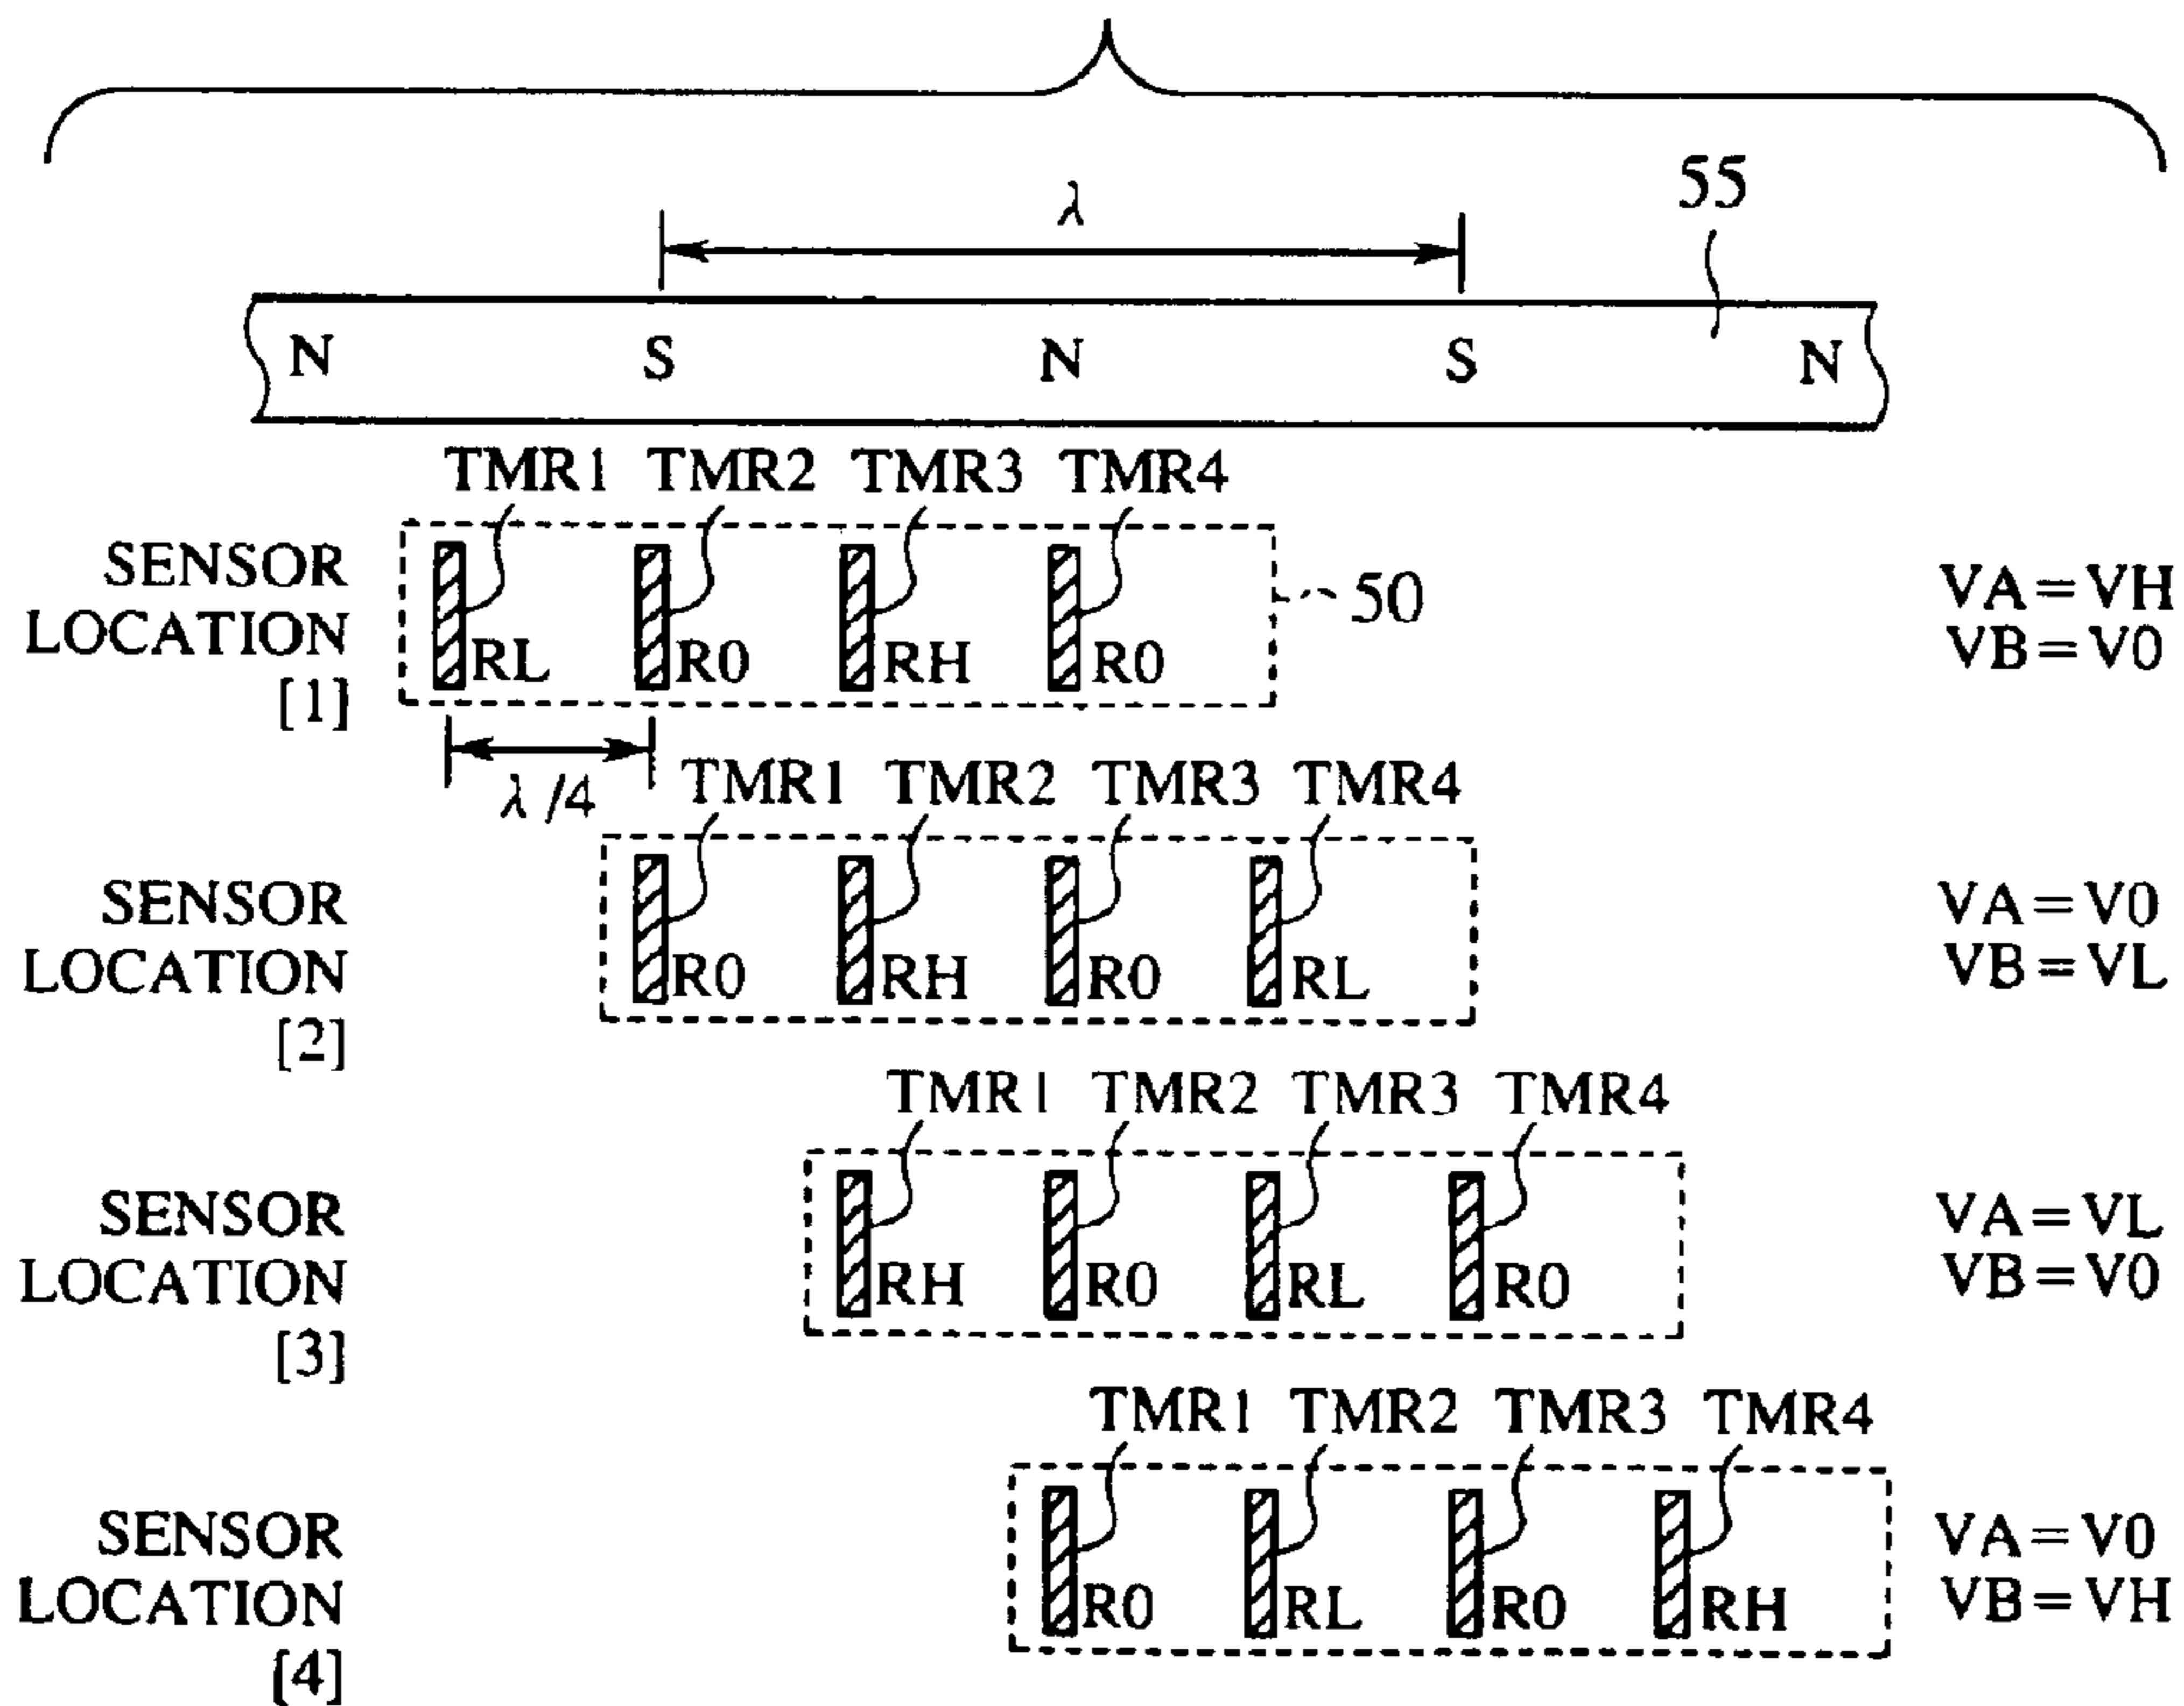 λ
55
N S N S N
TMR1 TMR2 TMR3 TMR4
SENSOR
LOCATION
[1]
RL R0 RH R0
50
VA=VH
VB=V0
λ/4
TMR1 TMR2 TMR3 TMR4
SENSOR
LOCATION
[2]
R0 RH R0 RL
VA=V0
VB=VL
TMR1 TMR2 TMR3 TMR4
SENSOR
LOCATION
[3]
RH R0 RL R0
VA=VL
VB=V0
TMR1 TMR2 TMR3 TMR4
SENSOR
LOCATION
[4]
R0 RL R0 RH
VA=V0
VB=VH